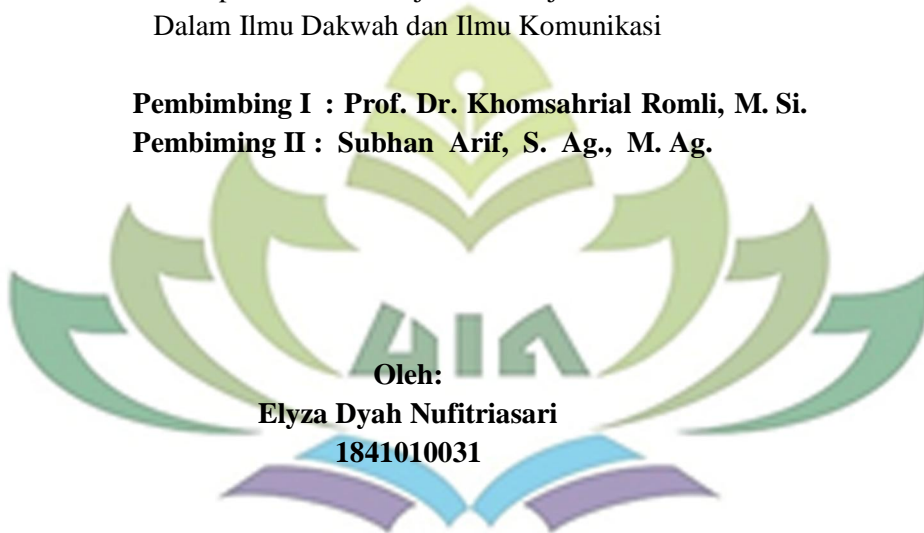 Dalam Ilmu Dakwah dan Ilmu Komunikasi
Pembimbing I : Prof. Dr. Khomsahrial Romli, M. Si.
Pembiming II : Subhan Arif, S. Ag., M. Ag.
UIN
Oleh:
Elyza Dyah Nufitriasari
1841010031